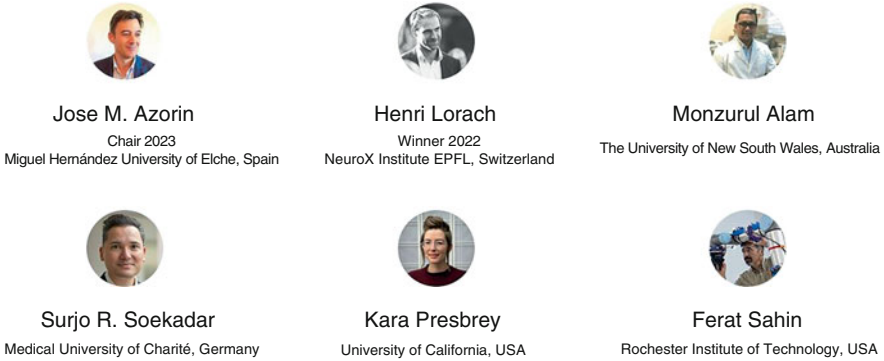 Jose M. Azorin
Chair 2023
Miguel Hernández University of Elche, Spain
Henri Lorach
Winner 2022
NeuroX Institute EPFL, Switzerland
Monzurul Alam
The University of New South Wales, Australia
Surjo R. Soekadar
Medical University of Charité, Germany
Kara Presbrey
University of California, USA
Ferat Sahin
Rochester Institute of Technology, USA